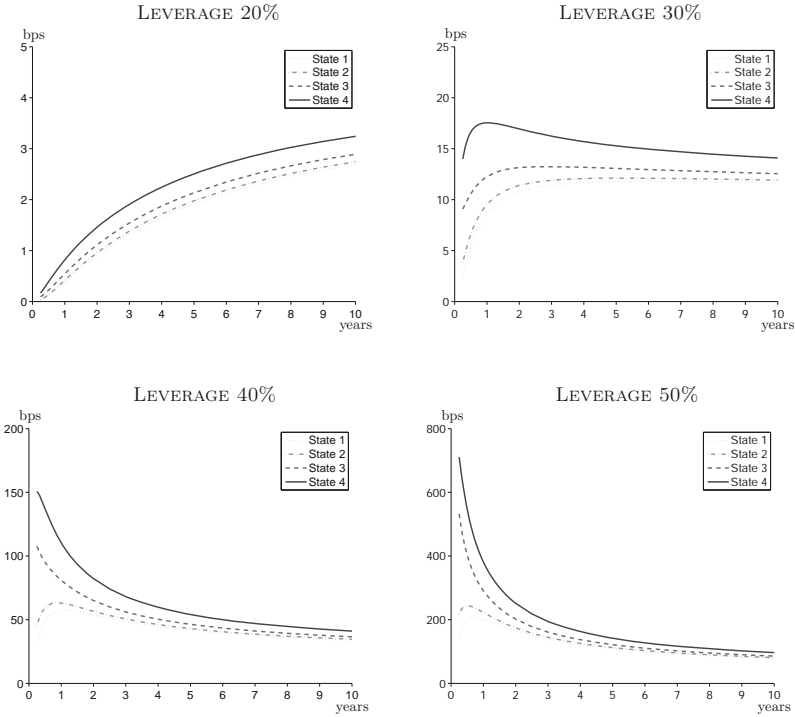 LEVERAGE 20%
bps
5
4
3
2
1
0
State 1
State 2
State 3
State 4
0 1 2 3 4 5 6 7 8 9 10
years
LEVERAGE 30%
bps
25
20
15
10
5
0
State 1
State 2
State 3
State 4
0 1 2 3 4 5 6 7 8 9 10
years
LEVERAGE 40%
bps
200
150
100
50
0
State 1
State 2
State 3
State 4
0 1 2 3 4 5 6 7 8 9 10
years
LEVERAGE 50%
bps
800
600
400
200
0
State 1
State 2
State 3
State 4
0 1 2 3 4 5 6 7 8 9 10
years